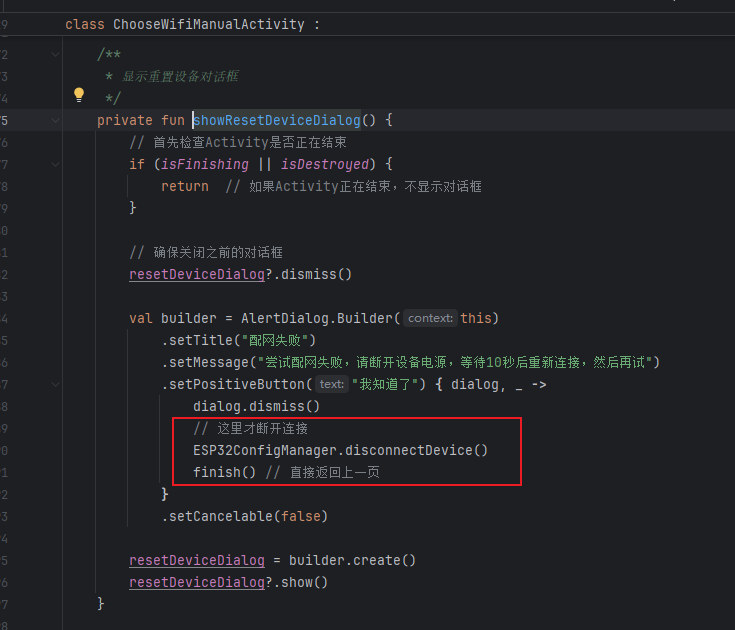 class ChooseWifiManualActivity :
/**
* 显示重置设备对话框
*/
private fun showResetDeviceDialog() {
// 首先检查Activity是否正在结束
if (isFinishing || isDestroyed) {
return // 如果Activity正在结束，不显示对话框
}
// 确保关闭之前的对话框
resetDeviceDialog?.dismiss()
val builder = AlertDialog.Builder( context: this)
.setTitle("配网失败")
.setMessage("尝试配网失败，请断开设备电源，等待10秒后重新连接，然后再试")
.setPositiveButton( text: "我知道了") { dialog, _ ->
dialog.dismiss()
// 这里才断开连接
ESP32ConfigManager.disconnectDevice()
finish() // 直接返回上一页
}
.setCancelable(false)
resetDeviceDialog = builder.create()
resetDeviceDialog?.show()
}